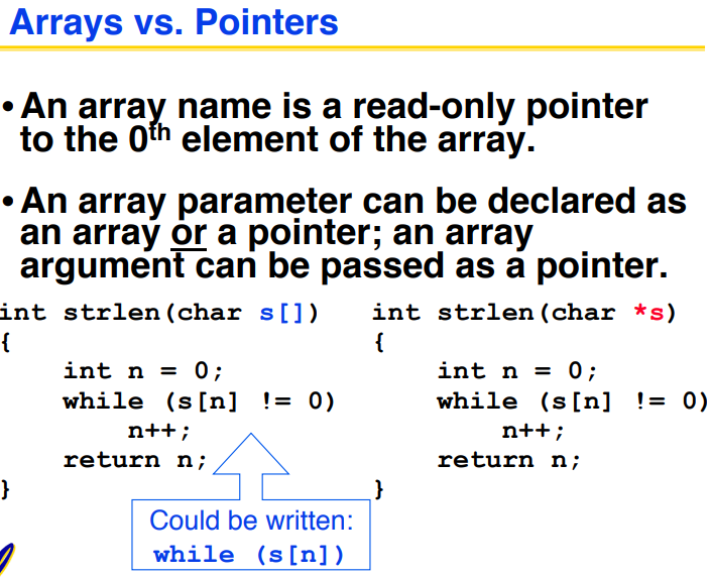 Arrays vs. Pointers
• An array name is a read-only pointer
to the 0th element of the array.
• An array parameter can be declared as
an array or a pointer; an array
argument can be passed as a pointer.
int strlen(char s[])
{
    int n = 0;
    while (s[n] != 0)
        n++;
    return n;
}
Could be written:
while (s[n])
int strlen(char *s)
{
    int n = 0;
    while (s[n] != 0)
        n++;
    return n;
}